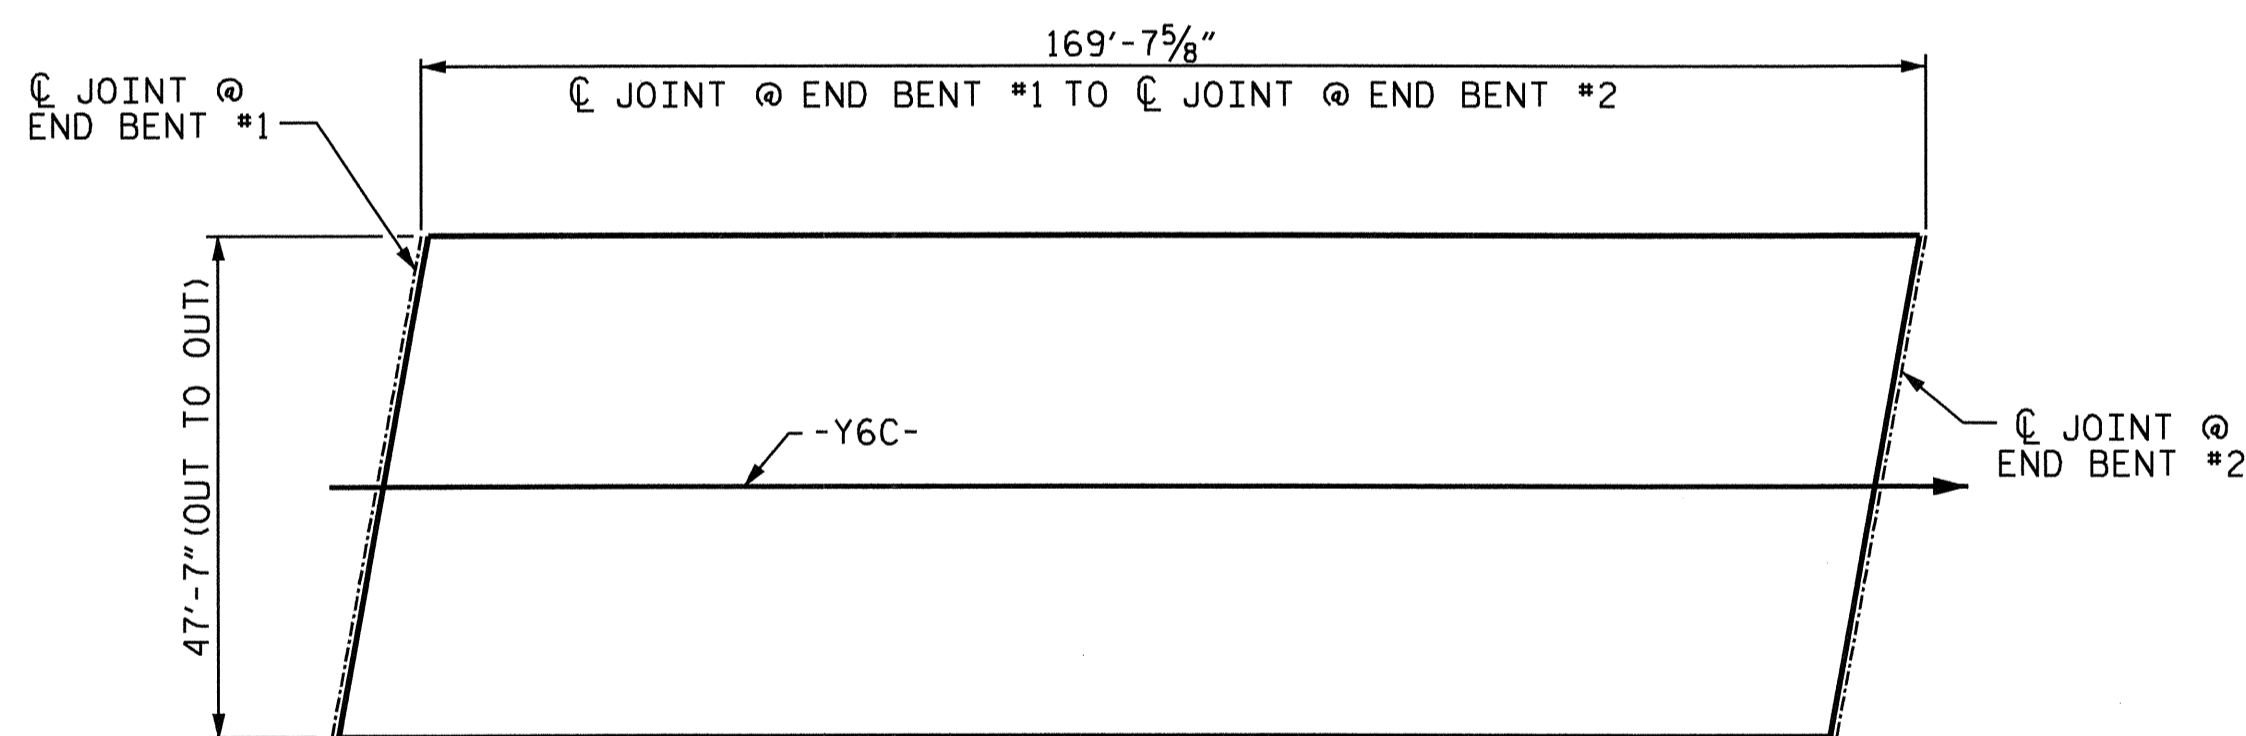 169'-7⅝"
℄ JOINT @
END BENT #1
℄ JOINT @ END BENT #1 TO ℄ JOINT @ END BENT #2
47'-7"(OUT TO OUT)
-Y6C-
℄ JOINT @
END BENT #2